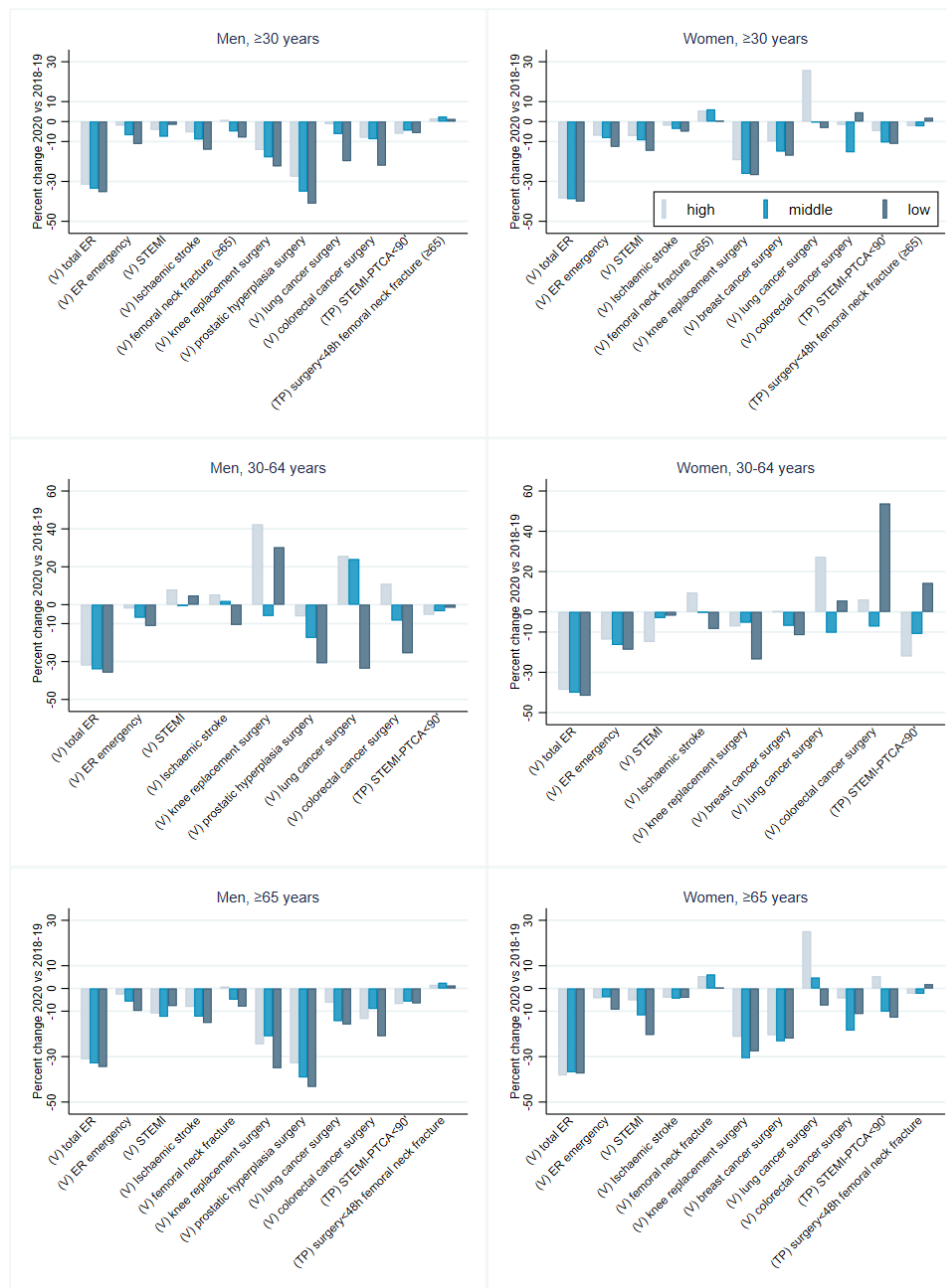 Men, ≥30 years
Percent change 2020 vs 2018-19
30
10
0
-10
-30
-50
(V) total ER
(V) ER emergency
(V) STEMI
(V) Ischaemic stroke
(V) femoral neck fracture (≥65)
(V) knee replacement surgery
(V) prostatic hyperplasia surgery
(V) lung cancer surgery
(V) colorectal cancer surgery
(TP) STEMI-PTCA<90'
(TP) surgery<48h femoral neck fracture (≥65)
Women, ≥30 years
Percent change 2020 vs 2018-19
30
10
0
-10
-30
-50
high middle low
(V) total ER
(V) ER emergency
(V) STEMI
(V) Ischaemic stroke
(V) femoral neck fracture (≥65)
(V) knee replacement surgery
(V) breast cancer surgery
(V) lung cancer surgery
(V) colorectal cancer surgery
(TP) STEMI-PTCA<90'
(TP) surgery<48h femoral neck fracture (≥65)
Men, 30-64 years
Percent change 2020 vs 2018-19
60
40
20
0
-10
-30
-50
(V) total ER
(V) ER emergency
(V) STEMI
(V) Ischaemic stroke
(V) knee replacement surgery
(V) prostatic hyperplasia surgery
(V) lung cancer surgery
(V) colorectal cancer surgery
(TP) STEMI-PTCA<90'
Women, 30-64 years
Percent change 2020 vs 2018-19
60
40
20
0
-10
-30
-50
(V) total ER
(V) ER emergency
(V) STEMI
(V) Ischaemic stroke
(V) knee replacement surgery
(V) breast cancer surgery
(V) lung cancer surgery
(V) colorectal cancer surgery
(TP) STEMI-PTCA<90'
Men, ≥65 years
Percent change 2020 vs 2018-19
30
10
0
-10
-30
-50
(V) total ER
(V) ER emergency
(V) STEMI
(V) Ischaemic stroke
(V) femoral neck fracture
(V) knee replacement surgery
(V) prostatic hyperplasia surgery
(V) lung cancer surgery
(V) colorectal cancer surgery
(TP) STEMI-PTCA<90'
(TP) surgery<48h femoral neck fracture
Women, ≥65 years
Percent change 2020 vs 2018-19
30
10
0
-10
-30
-50
(V) total ER
(V) ER emergency
(V) STEMI
(V) Ischaemic stroke
(V) femoral neck fracture
(V) knee replacement surgery
(V) breast cancer surgery
(V) lung cancer surgery
(V) colorectal cancer surgery
(TP) STEMI-PTCA<90'
(TP) surgery<48h femoral neck fracture